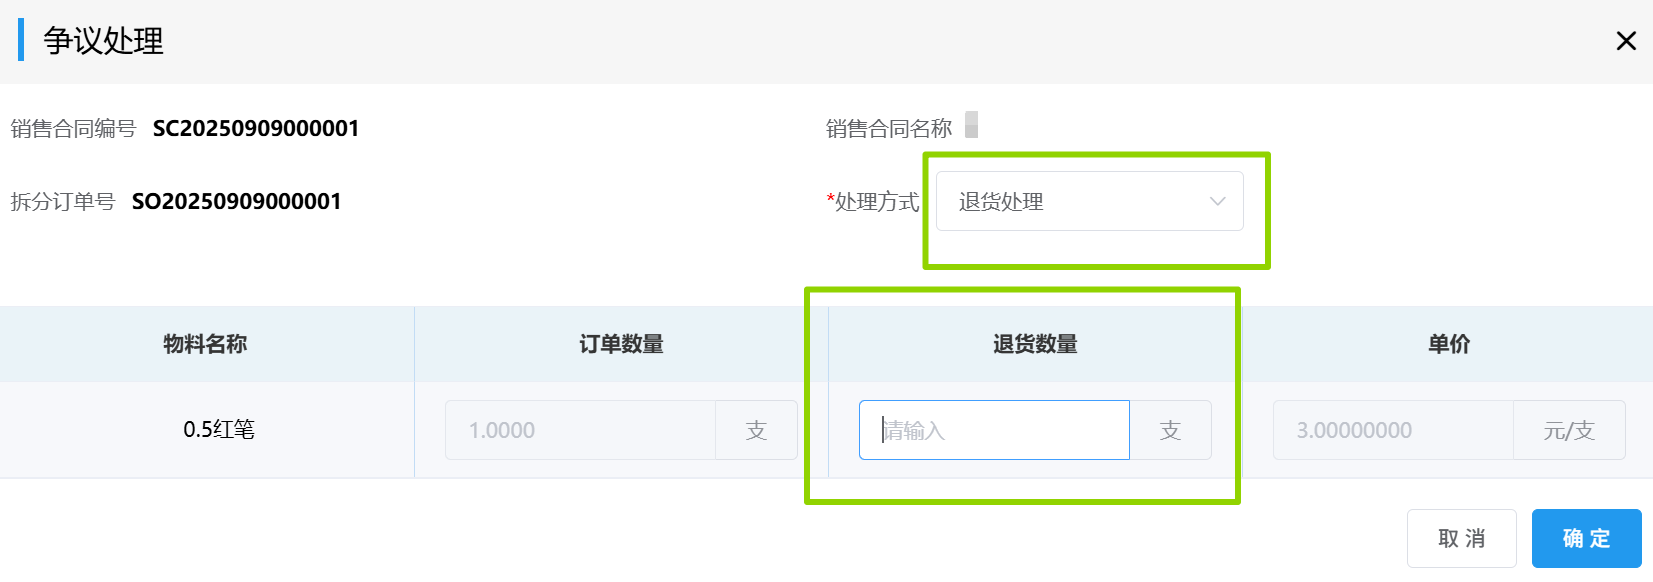 争议处理
销售合同编号 SC20250909000001 销售合同名称
拆分订单号 SO20250909000001 *处理方式 退货处理
物料名称 订单数量 退货数量 单价
0.5红笔 1.0000 支 请输入 支 3.00000000 元/支
取消 确定